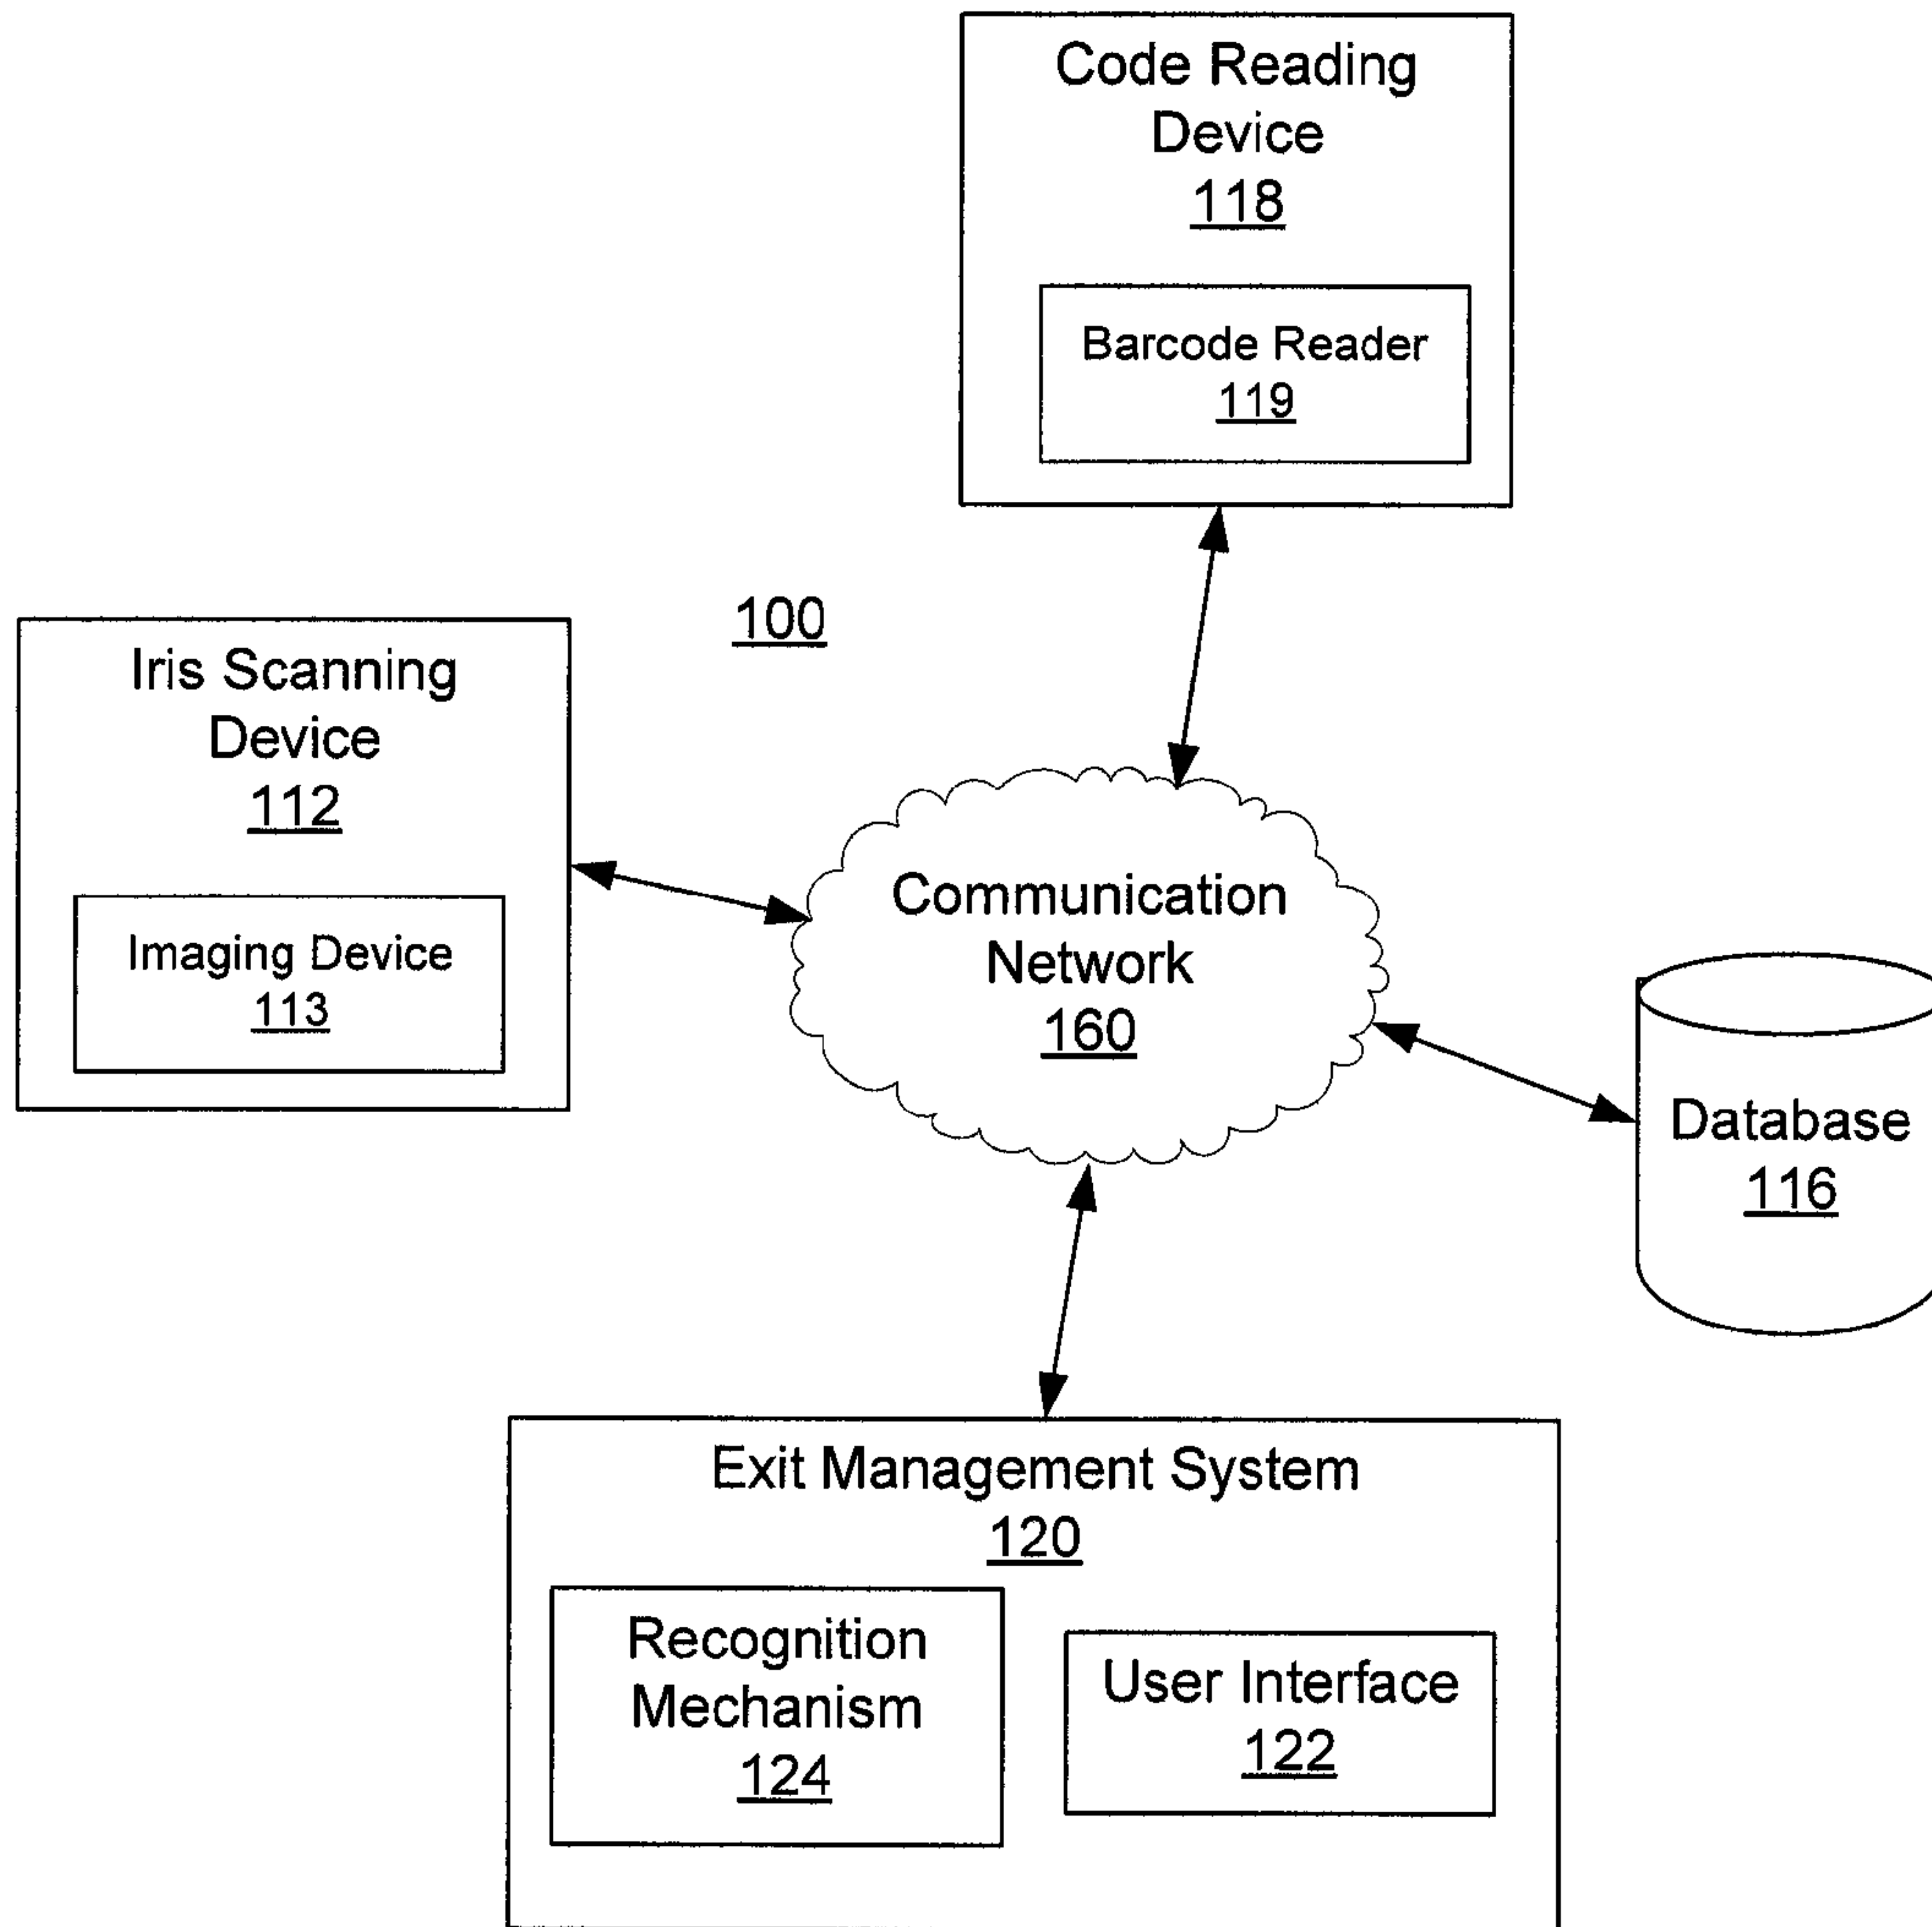 Code Reading
Device
118
Barcode Reader
119
100
Iris Scanning
Device
112
Imaging Device
113
Communication
Network
160
Database
116
Exit Management System
120
Recognition
Mechanism
124
User Interface
122